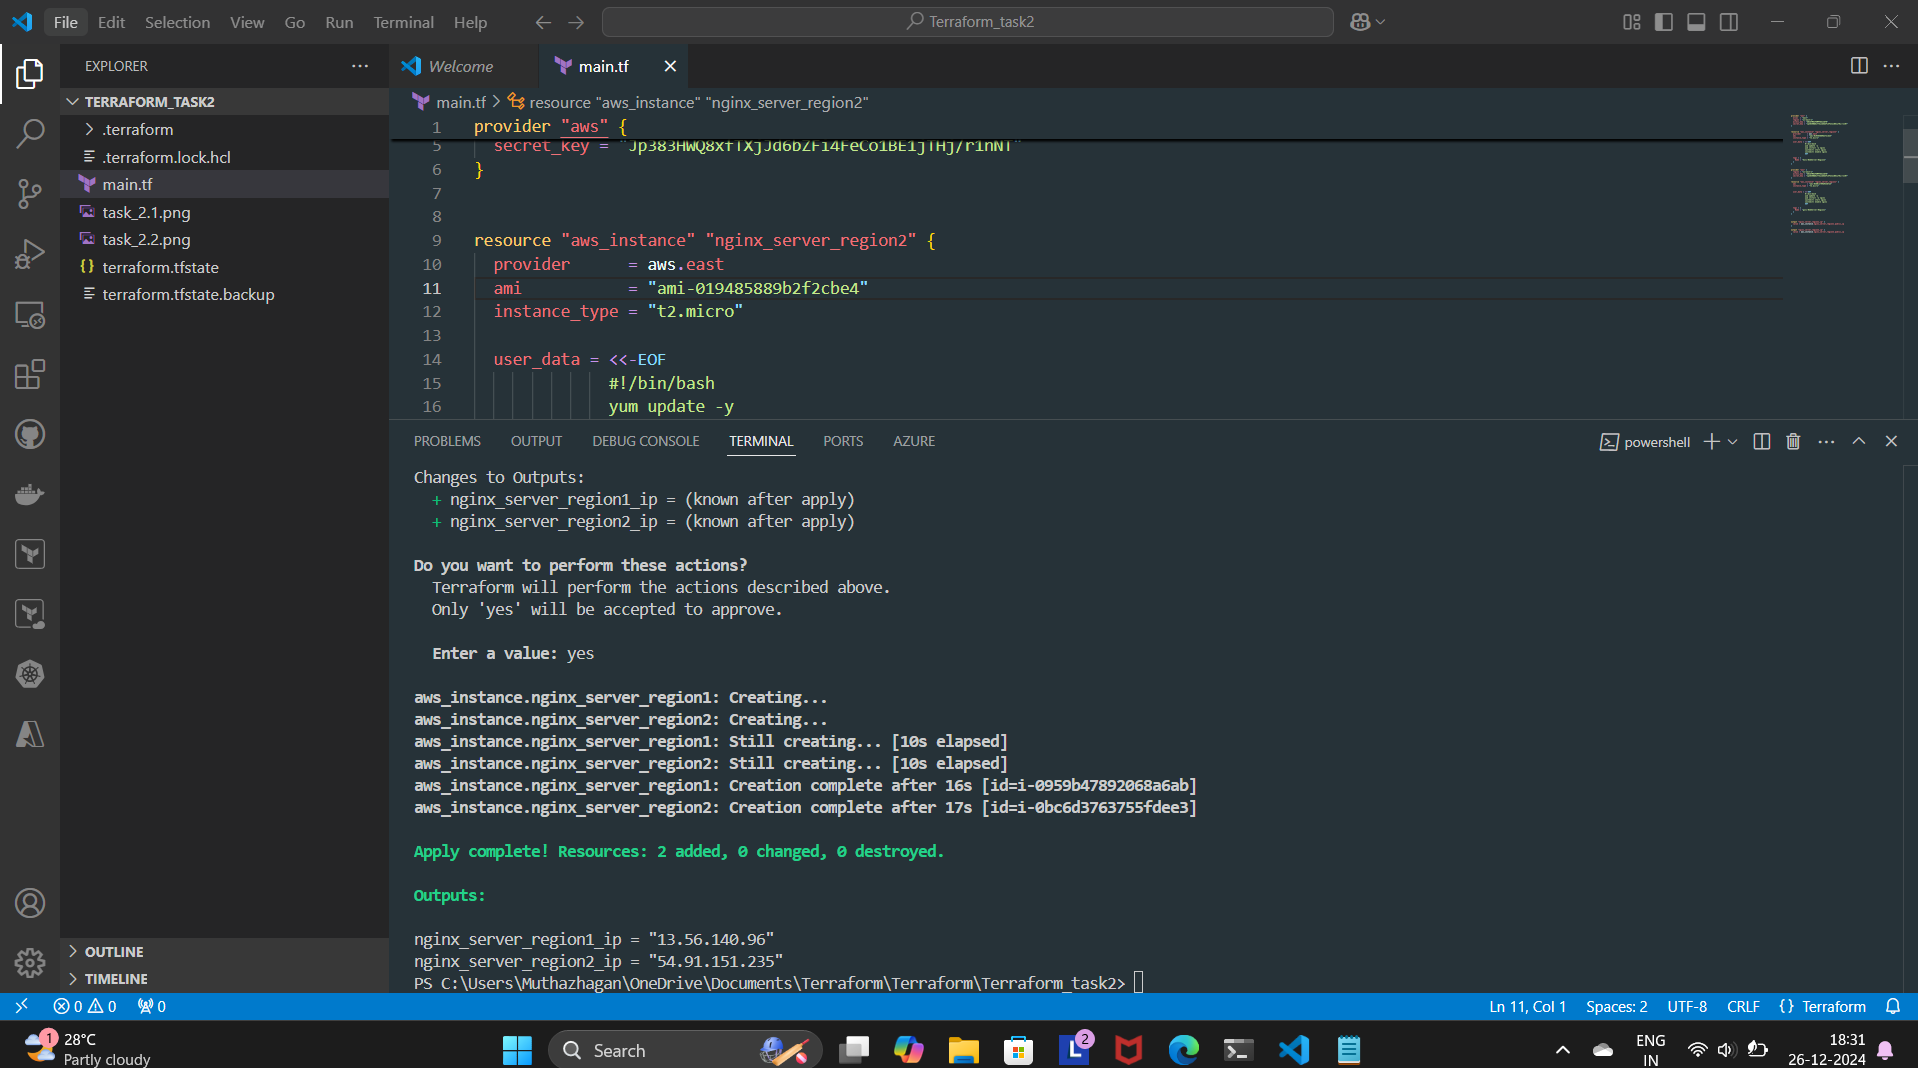 File Edit Selection View Go Run Terminal Help
Terraform_task2
EXPLORER
TERRAFORM_TASK2
.terraform
.terraform.lock.hcl
main.tf
task_2.1.png
task_2.2.png
terraform.tfstate
terraform.tfstate.backup
OUTLINE
TIMELINE
Welcome
main.tf
main.tf > resource "aws_instance" "nginx_server_region2"
1 provider "aws" {
5 secret_key =
6 }
7
8
9 resource "aws_instance" "nginx_server_region2" {
10 provider = aws.east
11 ami = "ami-019485889b2f2cbe4"
12 instance_type = "t2.micro"
13
14 user_data = <<-EOF
15 #!/bin/bash
16 yum update -y
PROBLEMS OUTPUT DEBUG CONSOLE TERMINAL PORTS AZURE
powershell
Changes to Outputs:
+ nginx_server_region1_ip = (known after apply)
+ nginx_server_region2_ip = (known after apply)
Do you want to perform these actions?
Terraform will perform the actions described above.
Only 'yes' will be accepted to approve.
Enter a value: yes
aws_instance.nginx_server_region1: Creating...
aws_instance.nginx_server_region2: Creating...
aws_instance.nginx_server_region1: Still creating... [10s elapsed]
aws_instance.nginx_server_region2: Still creating... [10s elapsed]
aws_instance.nginx_server_region1: Creation complete after 16s [id=i-0959b47892068a6ab]
aws_instance.nginx_server_region2: Creation complete after 17s [id=i-0bc6d3763755fdee3]
Apply complete! Resources: 2 added, 0 changed, 0 destroyed.
Outputs:
nginx_server_region1_ip = "13.56.140.96"
nginx_server_region2_ip = "54.91.151.235"
PS C:\Users\Muthazhagan\OneDrive\Documents\Terraform\Terraform\Terraform_task2>
0 0 0
Ln 11, Col 1 Spaces: 2 UTF-8 CRLF {} Terraform
1
28°C
Partly cloudy
Search
L 2
ENG
IN
18:31
26-12-2024